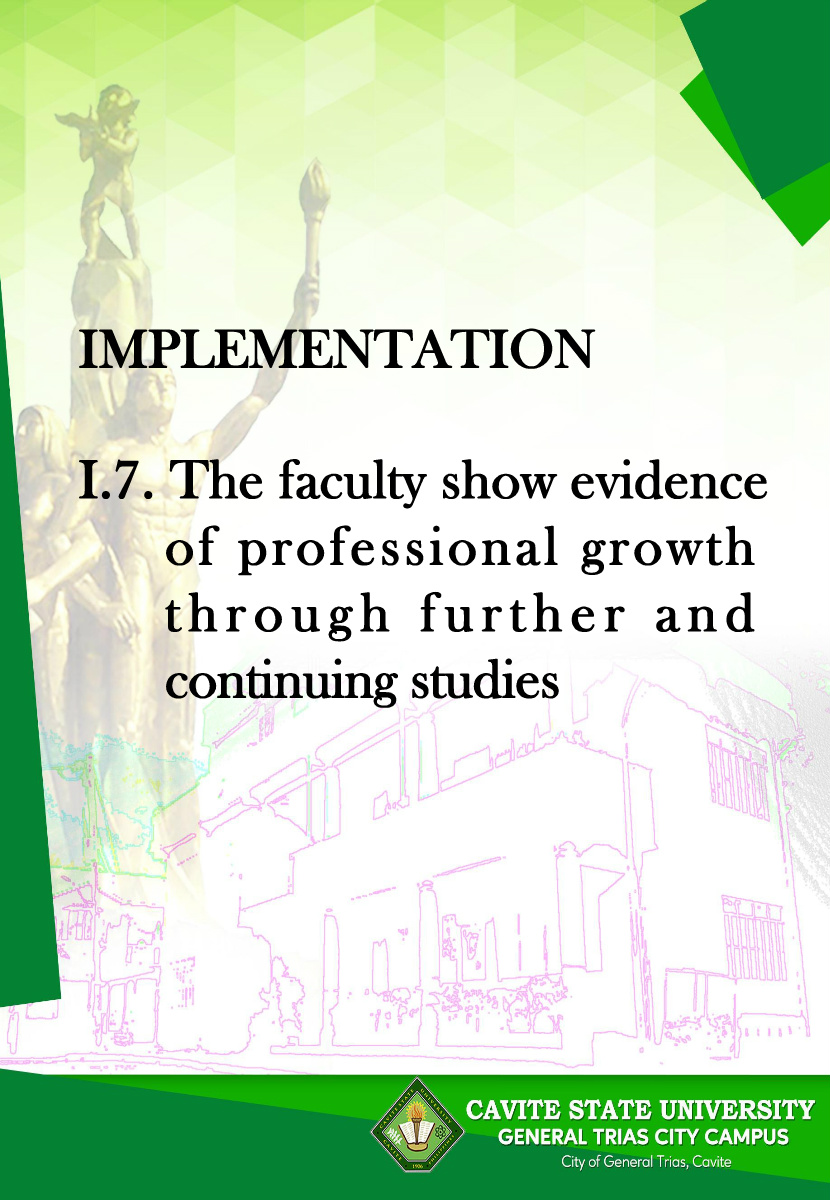 IMPLEMENTATION
I.7. The faculty show evidence
of professional growth
through further and
continuing studies
CAVITE STATE UNIVERSITY
GENERAL TRIAS CITY CAMPUS
City of General Trias, Cavite
1906